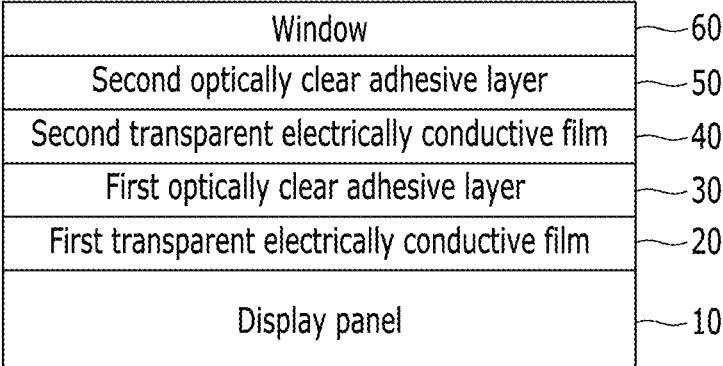 Window 60
Second optically clear adhesive layer 50
Second transparent electrically conductive film 40
First optically clear adhesive layer 30
First transparent electrically conductive film 20
Display panel 10